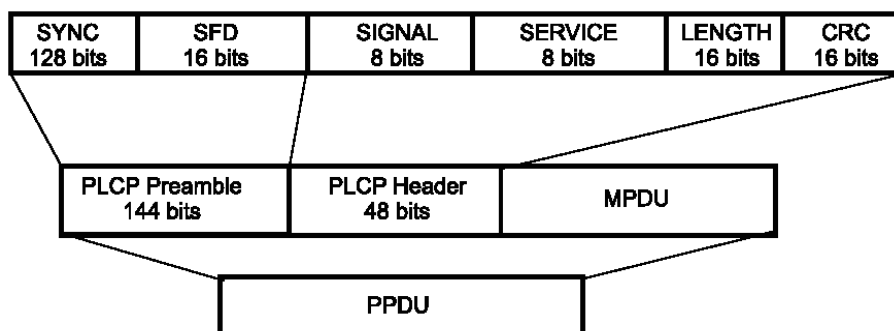 SYNC SFD SIGNAL SERVICE LENGTH CRC
128 bits 16 bits 8 bits 8 bits 16 bits 16 bits
PLCP Preamble PLCP Header MPDU
144 bits 48 bits
PPDU